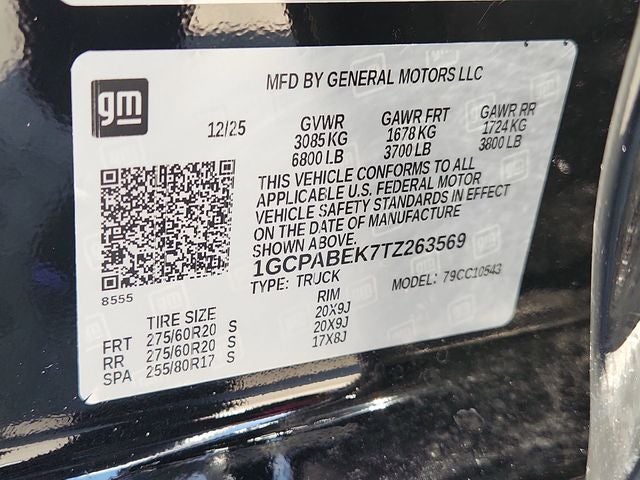 gm
MFD BY GENERAL MOTORS LLC
12/25
GVWR GAWR FRT GAWR RR
3085 KG 1678 KG 1724 KG
6800 LB 3700 LB 3800 LB
THIS VEHICLE CONFORMS TO ALL
APPLICABLE U.S. FEDERAL MOTOR
VEHICLE SAFETY STANDARDS IN EFFECT
ON THE DATE OF MANUFACTURE
SHOWN ABOVE.
1GCPABEK7TZ263569
TYPE: TRUCK MODEL: 79CC10543
8555
TIRE SIZE RIM
FRT 275/60R20 S 20X9J
RR 275/60R20 S 20X9J
SPA 255/80R17 S 17X8J